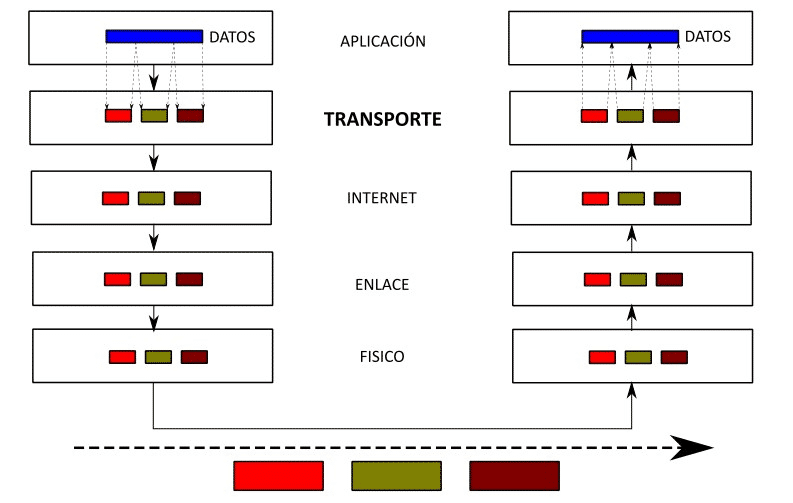 DATOS
APLICACIÓN
DATOS
TRANSPORTE
INTERNET
ENLACE
FISICO